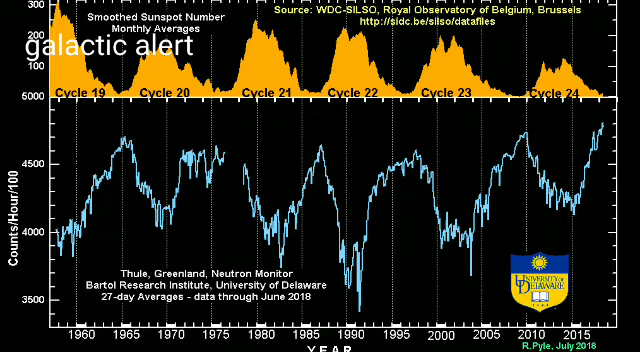 300
200
100
Smoothed Sunspot Number
Monthly Averages
Source: WDC-SILSO, Royal Observatory of Belgium, Brussels
http://sidc.be/silso/datafiles
galactic alert
Cycle 19 Cycle 20 Cycle 21 Cycle 22 Cycle 23 Cycle 24
5000
4500
4000
3500
Counts/Hour/100
Thule, Greenland, Neutron Monitor
Bartol Research Institute, University of Delaware
27-day Averages - data through June 2018
UNIVERSITY OF
DELAWARE
1960 1965 1970 1975 1980 1985 1990 1995 2000 2005 2010 2015
YEAR
R.Pyle, July 2018